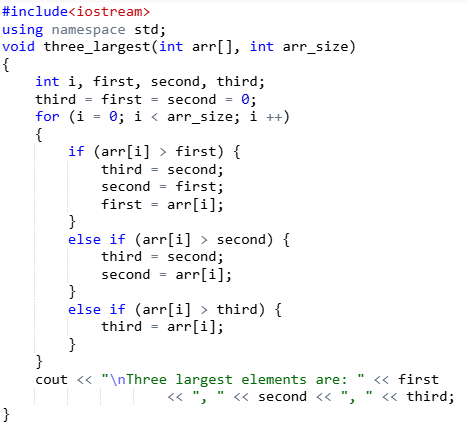 #include<iostream>
using namespace std;
void three_largest(int arr[], int arr_size)
{
    int i, first, second, third;
    third = first = second = 0;
    for (i = 0; i < arr_size; i ++)
    {
        if (arr[i] > first) {
            third = second;
            second = first;
            first = arr[i];
        }
        else if (arr[i] > second) {
            third = second;
            second = arr[i];
        }
        else if (arr[i] > third) {
            third = arr[i];
        }
    }
    cout << "\nThree largest elements are: " << first
                    << ", " << second << ", " << third;
}